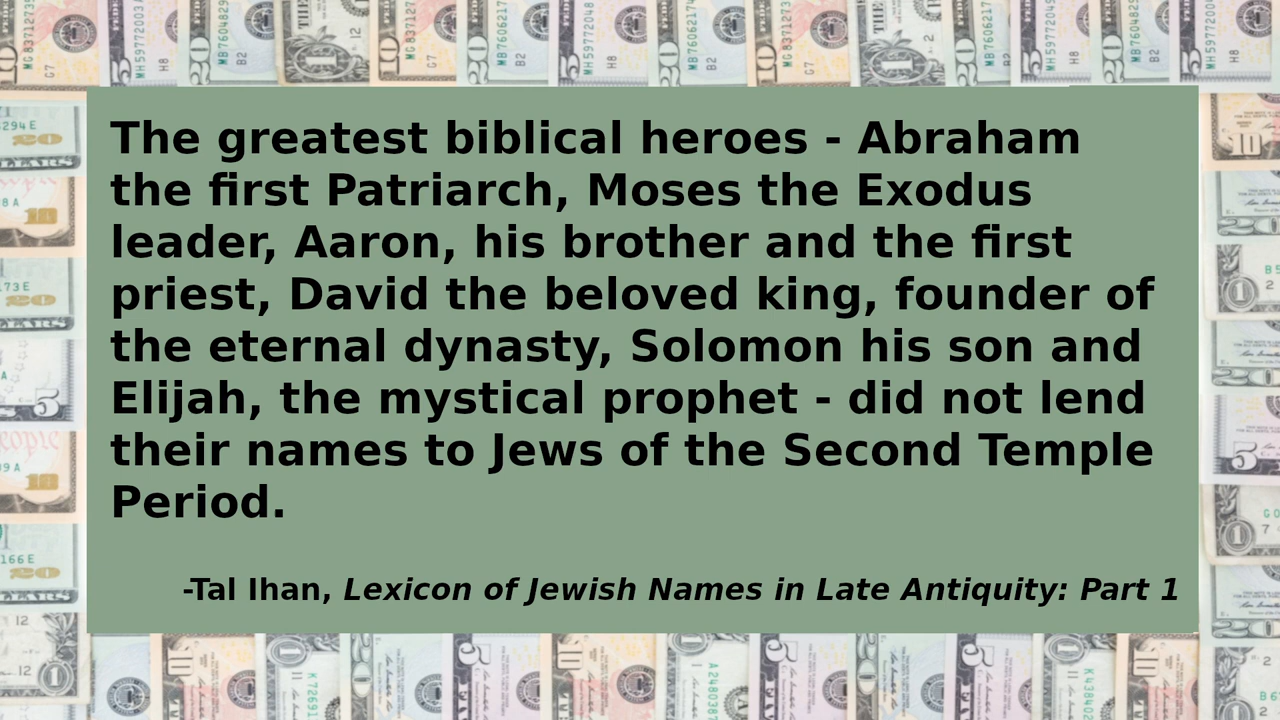 The greatest biblical heroes - Abraham
the first Patriarch, Moses the Exodus
leader, Aaron, his brother and the first
priest, David the beloved king, founder of
the eternal dynasty, Solomon his son and
Elijah, the mystical prophet - did not lend
their names to Jews of the Second Temple
Period.
-Tal Ihan, Lexicon of Jewish Names in Late Antiquity: Part 1